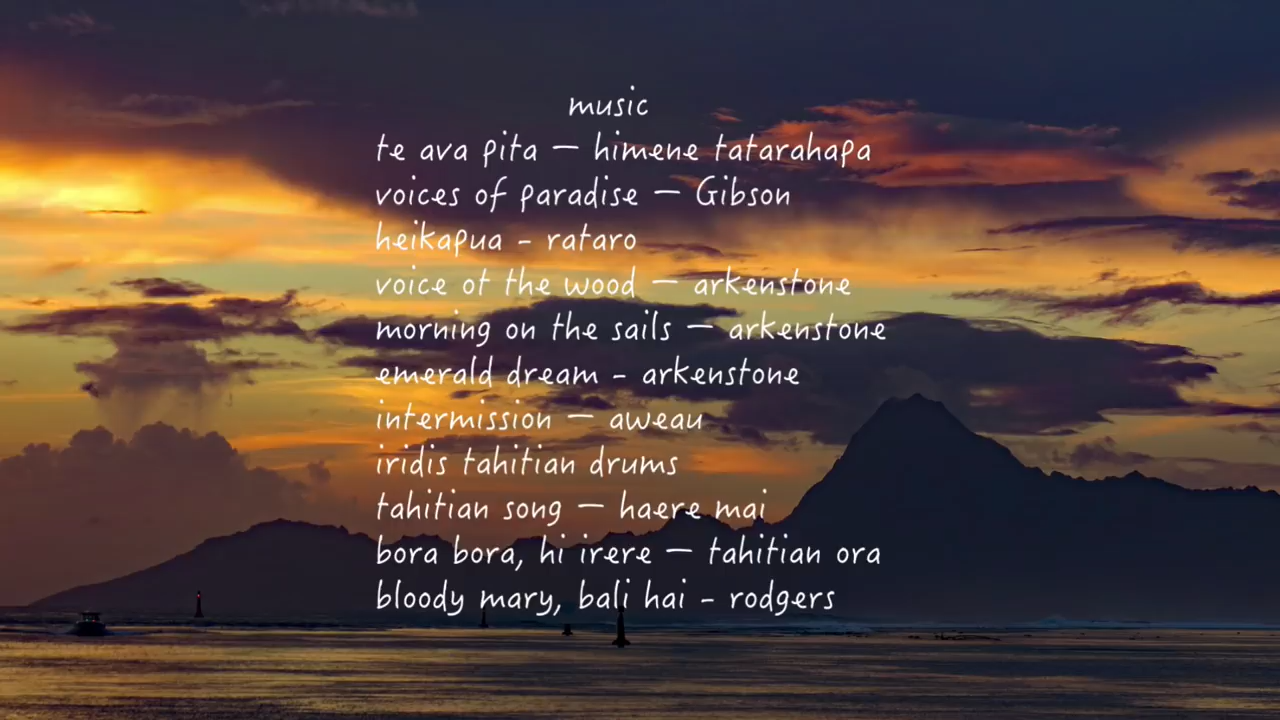 music
te ava pita — himene tatarahapa
voices of paradise — Gibson
heikapua - rataro
voice ot the wood — arkenstone
morning on the sails — arkenstone
emerald dream - arkenstone
intermission — aweau
iridis tahitian drums
tahitian song — haere mai
bora bora, hi irere — tahitian ora
bloody mary, bali hai - rodgers